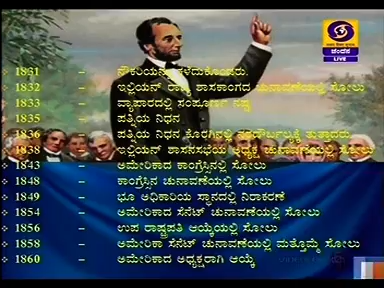 ಚಂದನ
LIVE
1831 – ನೌಕರಿಯನ್ನು ಕಳೆದುಕೊಂಡರು.
1832 – ಇಲ್ಲಿಯನ್ ರಾಜ್ಯ ಶಾಸಕಾಂಗದ ಚುನಾವಣೆಯಲ್ಲಿ ಸೋಲು
1833 – ವ್ಯಾಪಾರದಲ್ಲಿ ಸಂಪೂರ್ಣ ನಷ್ಟ
1835 – ಪತ್ನಿಯ ನಿಧನ
1836 – ಪತ್ನಿಯ ನಿಧನ ಕೊರಗಿನಲ್ಲಿ ನರದೌರ್ಬಲ್ಯಕ್ಕೆ ತುತ್ತಾದರು
1838 – ಇಲ್ಲಿಯನ್ ಶಾಸನಸಭೆಯ ಅಧ್ಯಕ್ಷ ಚುನಾವಣೆಯಲ್ಲಿ ಸೋಲು
1843 – ಅಮೇರಿಕಾದ ಕಾಂಗ್ರೆಸ್ಸಿನಲ್ಲಿ ಸೋಲು
1848 – ಕಾಂಗ್ರೆಸ್ಸಿನ ಚುನಾವಣೆಯಲ್ಲಿ ಸೋಲು
1849 – ಭೂ ಅಧಿಕಾರಿಯ ಸ್ಥಾನದಲ್ಲಿ ನಿರಾಕರಣೆ
1854 – ಅಮೇರಿಕಾದ ಸೆನೆಟ್ ಚುನಾವಣೆಯಲ್ಲಿ ಸೋಲು
1856 – ಉಪ ರಾಷ್ಟ್ರಪತಿ ಆಯ್ಕೆಯಲ್ಲಿ ಸೋಲು
1858 – ಅಮೇರಿಕಾ ಸೆನೆಟ್ ಚುನಾವಣೆಯಲ್ಲಿ ಮತ್ತೊಮ್ಮೆ ಸೋಲು
1860 – ಅಮೇರಿಕಾದ ಅಧ್ಯಕ್ಷರಾಗಿ ಆಯ್ಕೆ